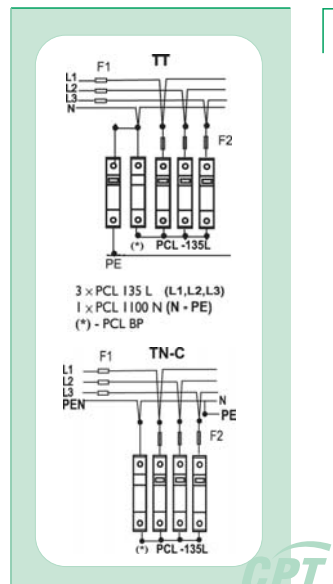 TT
F1
L1
L2
L3
N
F2
(*) PCL -135L
PE
3 x PCL 135 L (L1,L2,L3)
1 x PCL 1100 N (N - PE)
(*) - PCL BP
TN-C
F1
L1
L2
L3
PEN
N
PE
F2
(*) PCL -135L
CPT